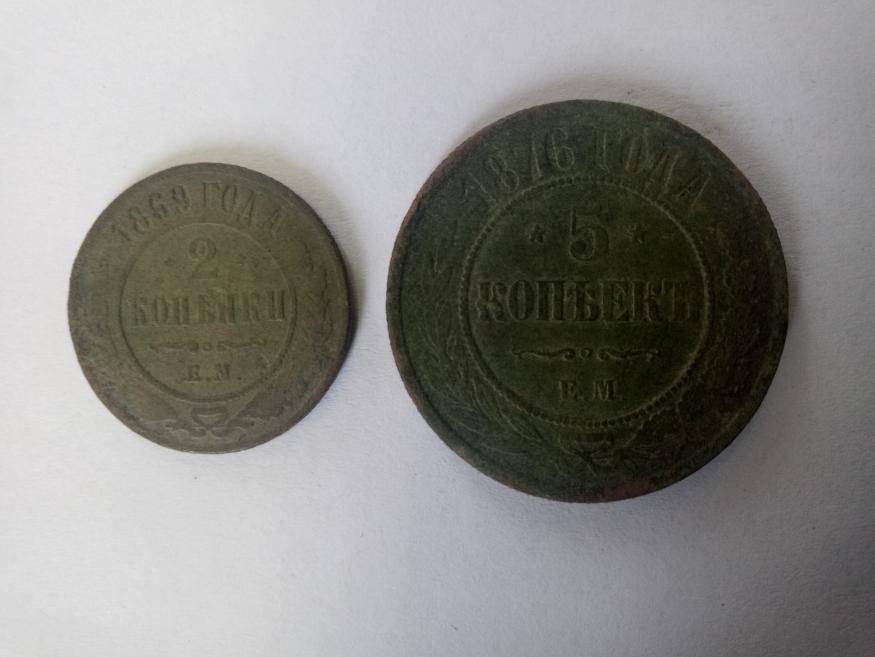 1869 ГОДА
2
КОПѢЙКИ
Е.М.
1876 ГОДА
5
КОПѢЕКЪ
Е.М.